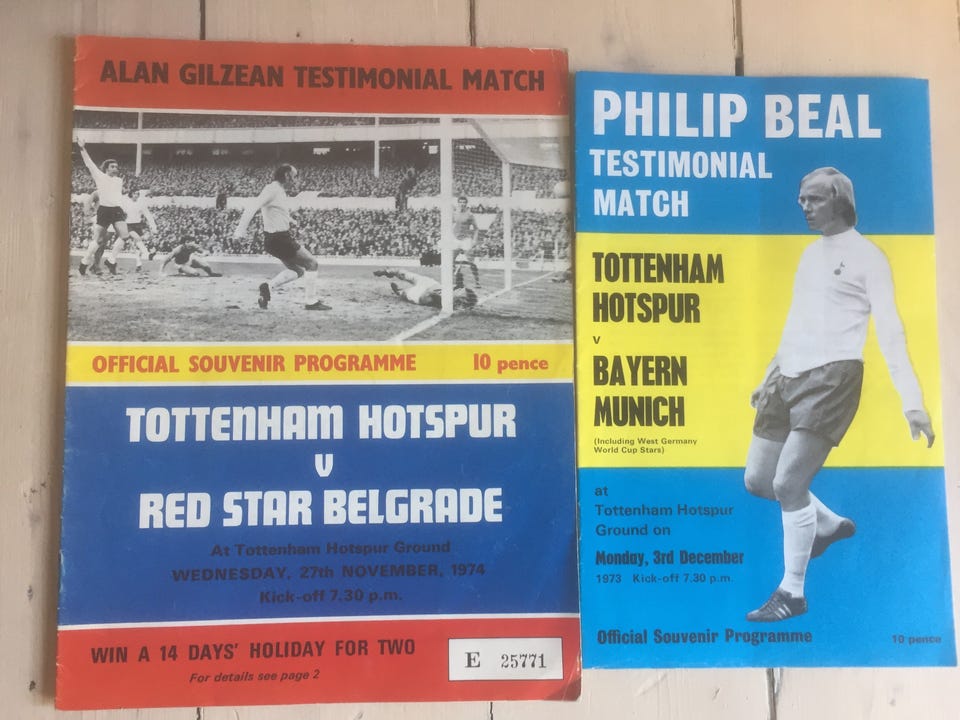 ALAN GILZEAN TESTIMONIAL MATCH
OFFICIAL SOUVENIR PROGRAMME 10 pence
TOTTENHAM HOTSPUR
V
RED STAR BELGRADE
At Tottenham Hotspur Ground
WEDNESDAY, 27th NOVEMBER, 1974
Kick-off 7.30 p.m.
WIN A 14 DAYS' HOLIDAY FOR TWO
For details see page 2
E 25771
PHILIP BEAL
TESTIMONIAL
MATCH
TOTTENHAM
HOTSPUR
v
BAYERN
MUNICH
(Including West Germany
World Cup Stars)
at
Tottenham Hotspur
Ground on
Monday, 3rd December
1973 Kick-off 7.30 p.m.
Official Souvenir Programme 10 pence